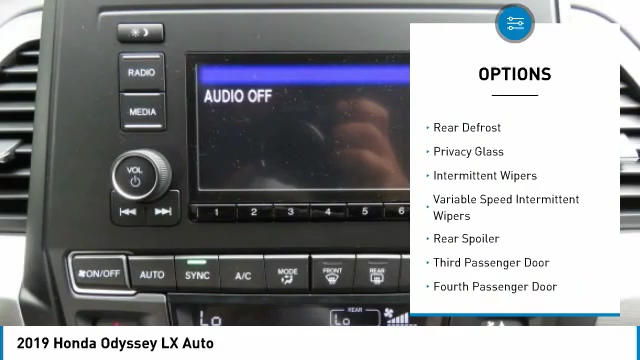 RADIO
MEDIA
VOL
AUDIO OFF
1 2 3 4 5 6
ON/OFF
AUTO
SYNC
A/C
MODE
FRONT
REAR
Lo
REAR
Lo
OPTIONS
Rear Defrost
Privacy Glass
Intermittent Wipers
Variable Speed Intermittent
Wipers
Rear Spoiler
Third Passenger Door
Fourth Passenger Door
2019 Honda Odyssey LX Auto